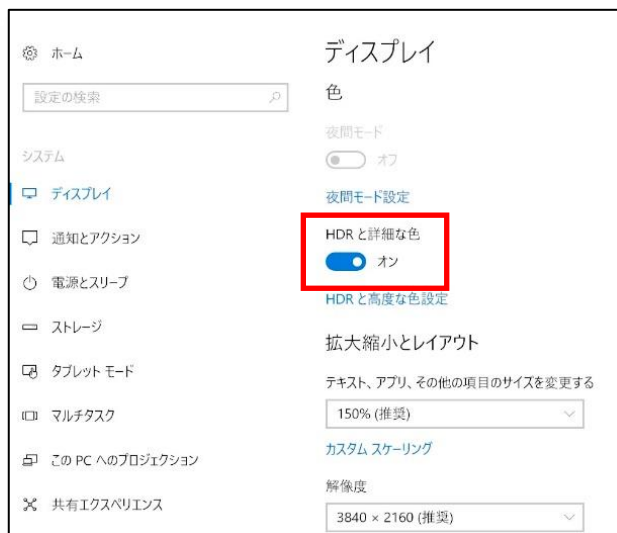 ホーム
設定の検索
システム
ディスプレイ
通知とアクション
電源とスリープ
ストレージ
タブレット モード
マルチタスク
この PC へのプロジェクション
共有エクスペリエンス
ディスプレイ
色
夜間モード
オフ
夜間モード設定
HDR と詳細な色
オン
HDR と高度な色設定
拡大縮小とレイアウト
テキスト、アプリ、その他の項目のサイズを変更する
150% (推奨)
カスタム スケーリング
解像度
3840 × 2160 (推奨)